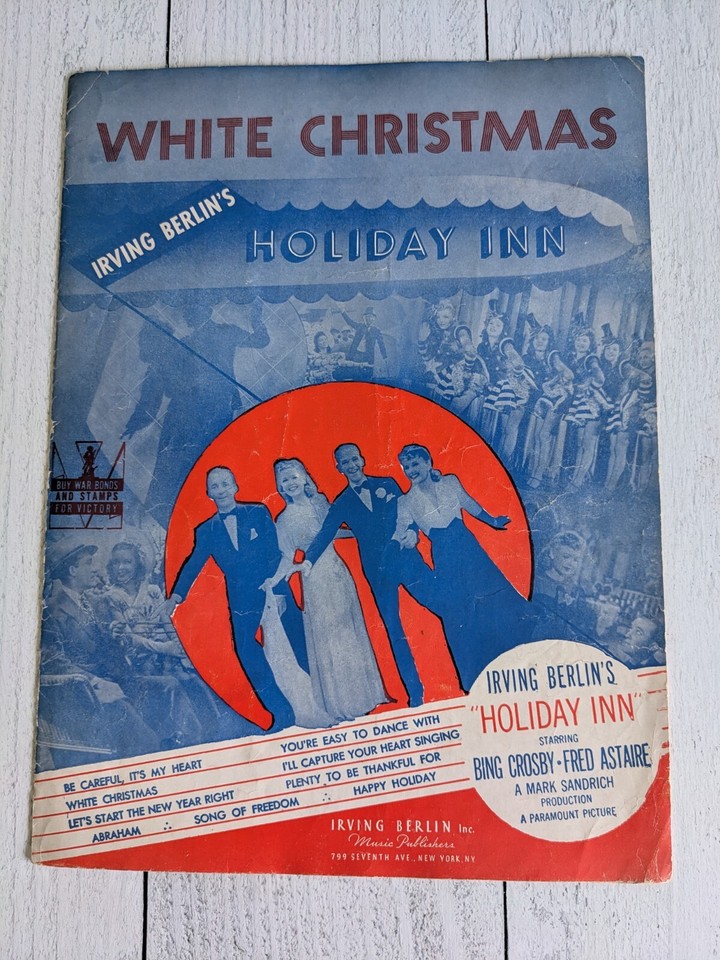 WHITE CHRISTMAS
IRVING BERLIN'S
HOLIDAY INN
BUY WAR BONDS
AND STAMPS
FOR VICTORY
BE CAREFUL, IT'S MY HEART
WHITE CHRISTMAS
LET'S START THE NEW YEAR RIGHT
ABRAHAM ∴ SONG OF FREEDOM ∴ HAPPY HOLIDAY
YOU'RE EASY TO DANCE WITH
I'LL CAPTURE YOUR HEART SINGING
PLENTY TO BE THANKFUL FOR
IRVING BERLIN'S
"HOLIDAY INN"
STARRING
BING CROSBY • FRED ASTAIRE
A MARK SANDRICH
PRODUCTION
A PARAMOUNT PICTURE
IRVING BERLIN Inc.
Music Publishers
799 SEVENTH AVE., NEW YORK, NY